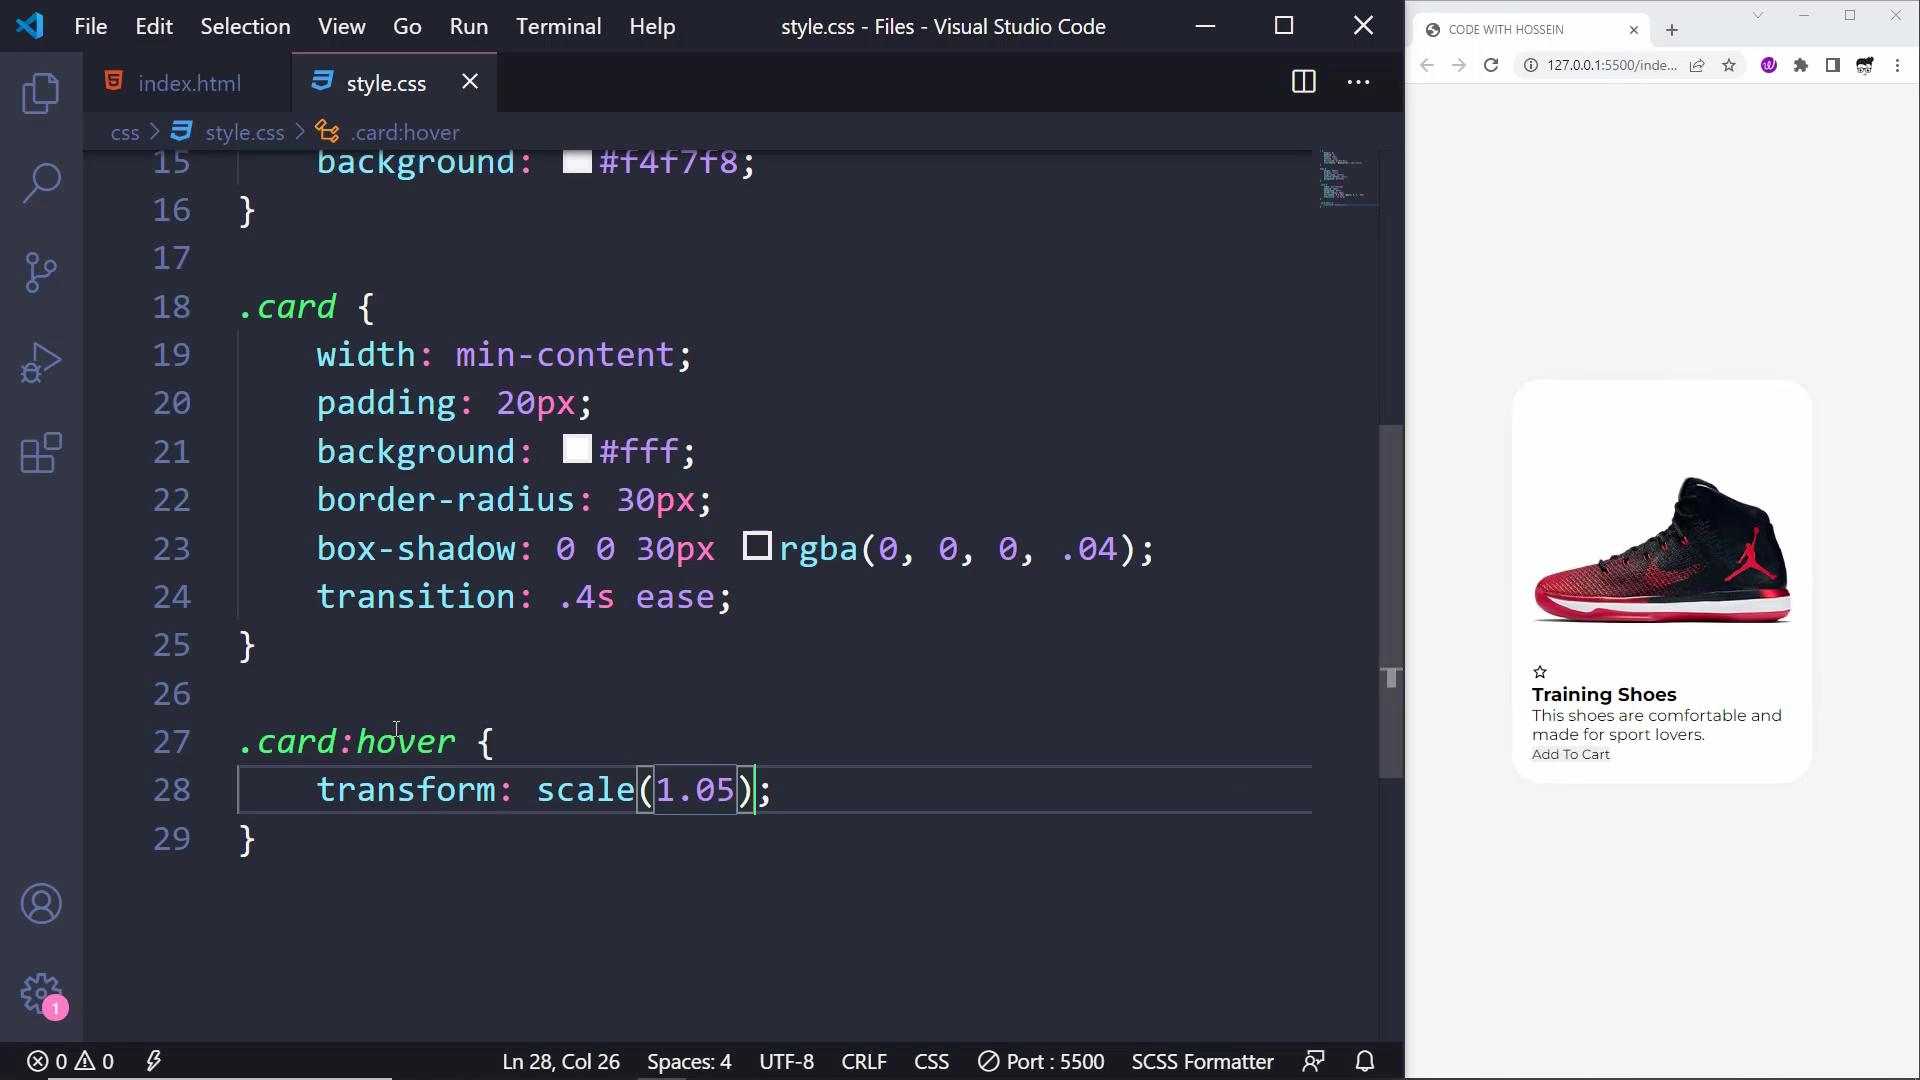 File Edit Selection View Go Run Terminal Help style.css - Files - Visual Studio Code
index.html style.css
css > style.css > .card:hover
15 background: #f4f7f8;
16 }
17
18 .card {
19 width: min-content;
20 padding: 20px;
21 background: #fff;
22 border-radius: 30px;
23 box-shadow: 0 0 30px rgba(0, 0, 0, .04);
24 transition: .4s ease;
25 }
26
27 .card:hover {
28 transform: scale(1.05);
29 }
1
0 0 Ln 28, Col 26 Spaces: 4 UTF-8 CRLF CSS Port : 5500 SCSS Formatter
CODE WITH HOSSEIN
127.0.0.1:5500/inde...
Training Shoes
This shoes are comfortable and
made for sport lovers.
Add To Cart